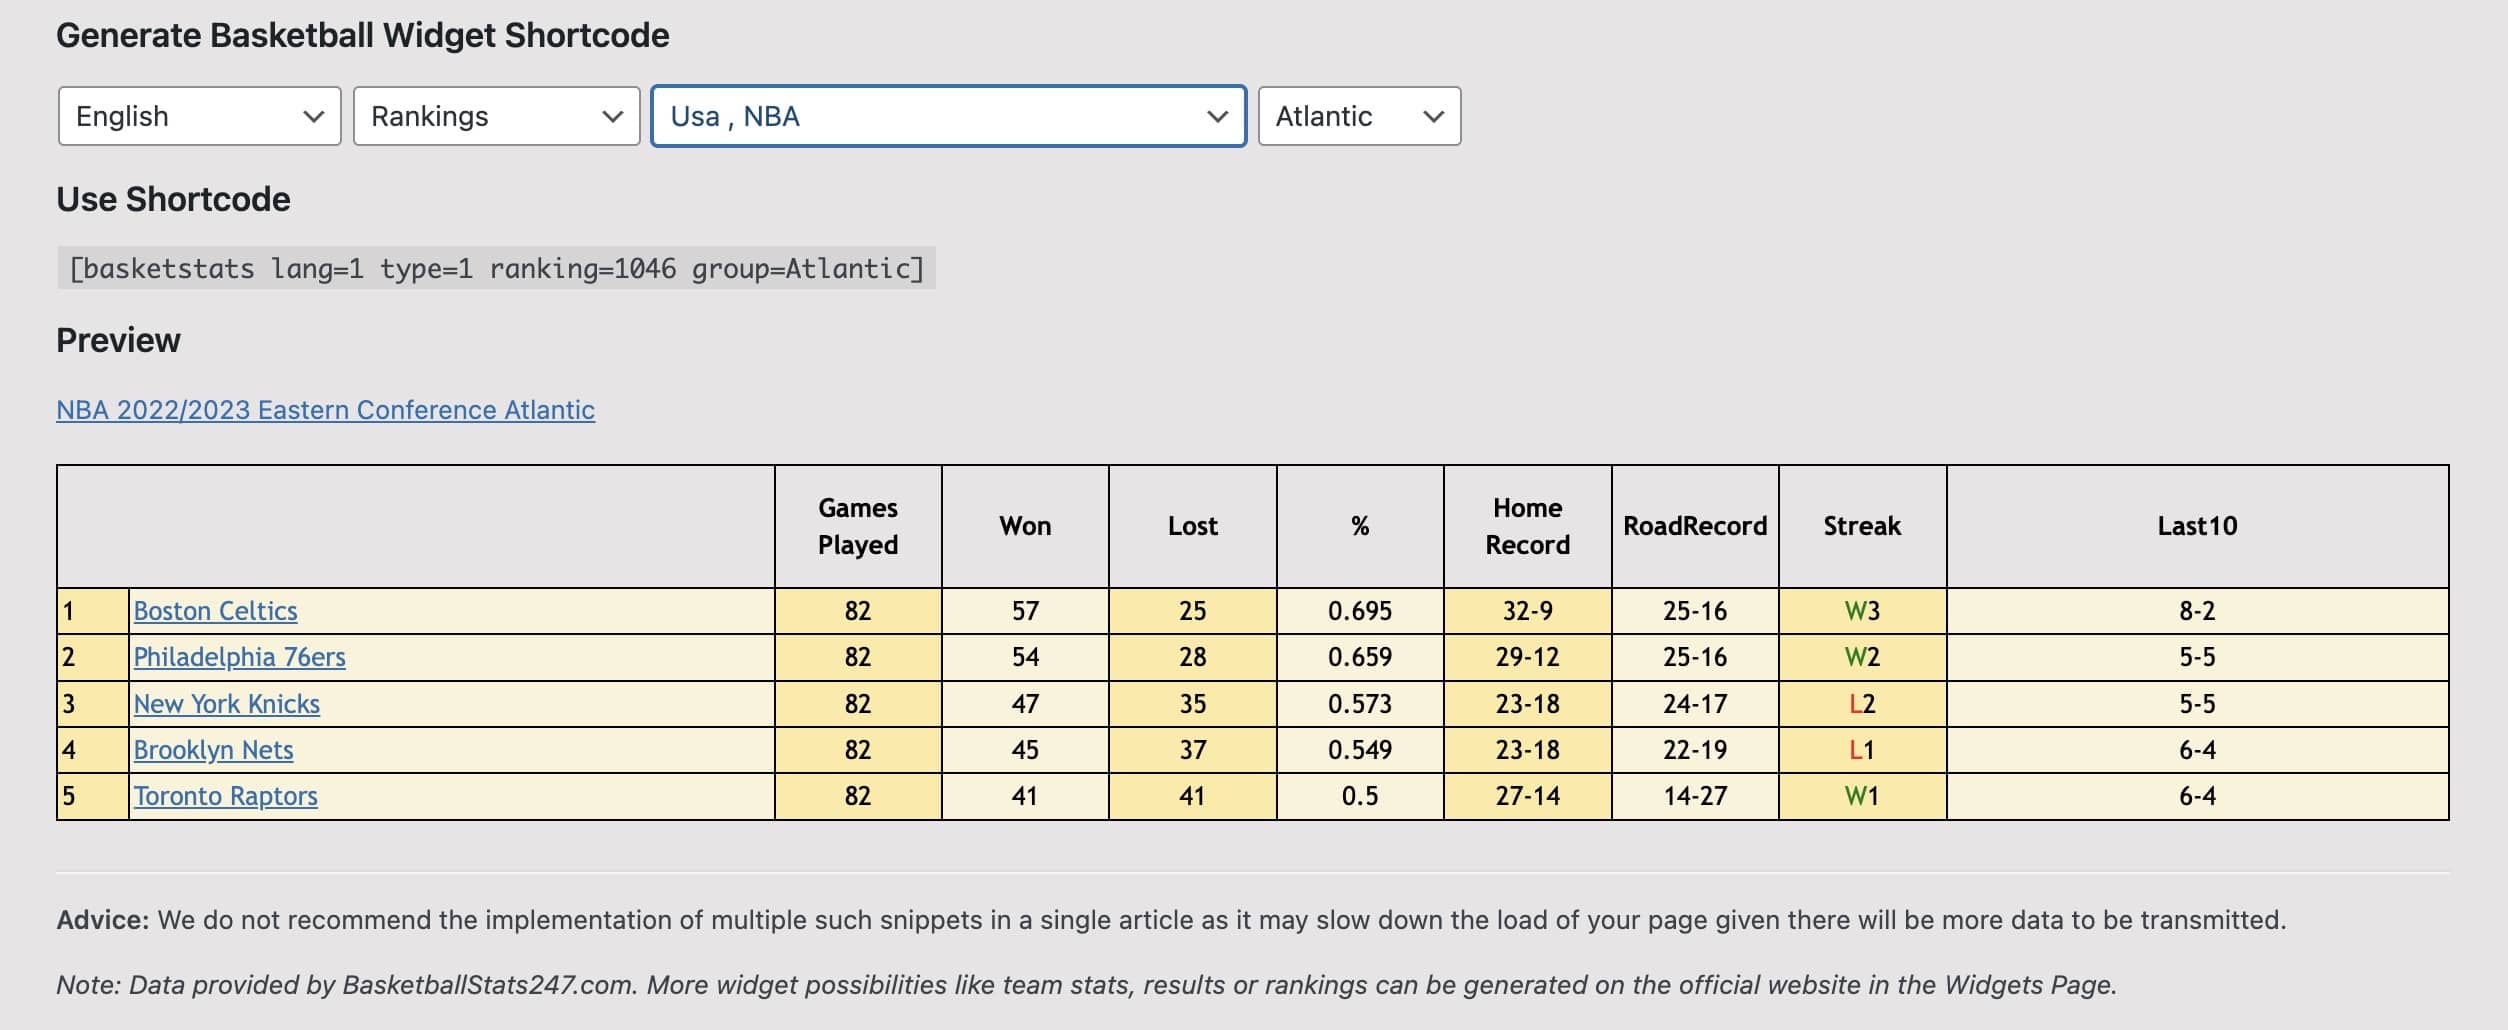 Generate Basketball Widget Shortcode
English Rankings Usa , NBA Atlantic
Use Shortcode
[basketstats lang=1 type=1 ranking=1046 group=Atlantic]
Preview
NBA 2022/2023 Eastern Conference Atlantic
Games Played Won Lost % Home Record RoadRecord Streak Last10
1 Boston Celtics 82 57 25 0.695 32-9 25-16 W3 8-2
2 Philadelphia 76ers 82 54 28 0.659 29-12 25-16 W2 5-5
3 New York Knicks 82 47 35 0.573 23-18 24-17 L2 5-5
4 Brooklyn Nets 82 45 37 0.549 23-18 22-19 L1 6-4
5 Toronto Raptors 82 41 41 0.5 27-14 14-27 W1 6-4
Advice: We do not recommend the implementation of multiple such snippets in a single article as it may slow down the load of your page given there will be more data to be transmitted.
Note: Data provided by BasketballStats247.com. More widget possibilities like team stats, results or rankings can be generated on the official website in the Widgets Page.